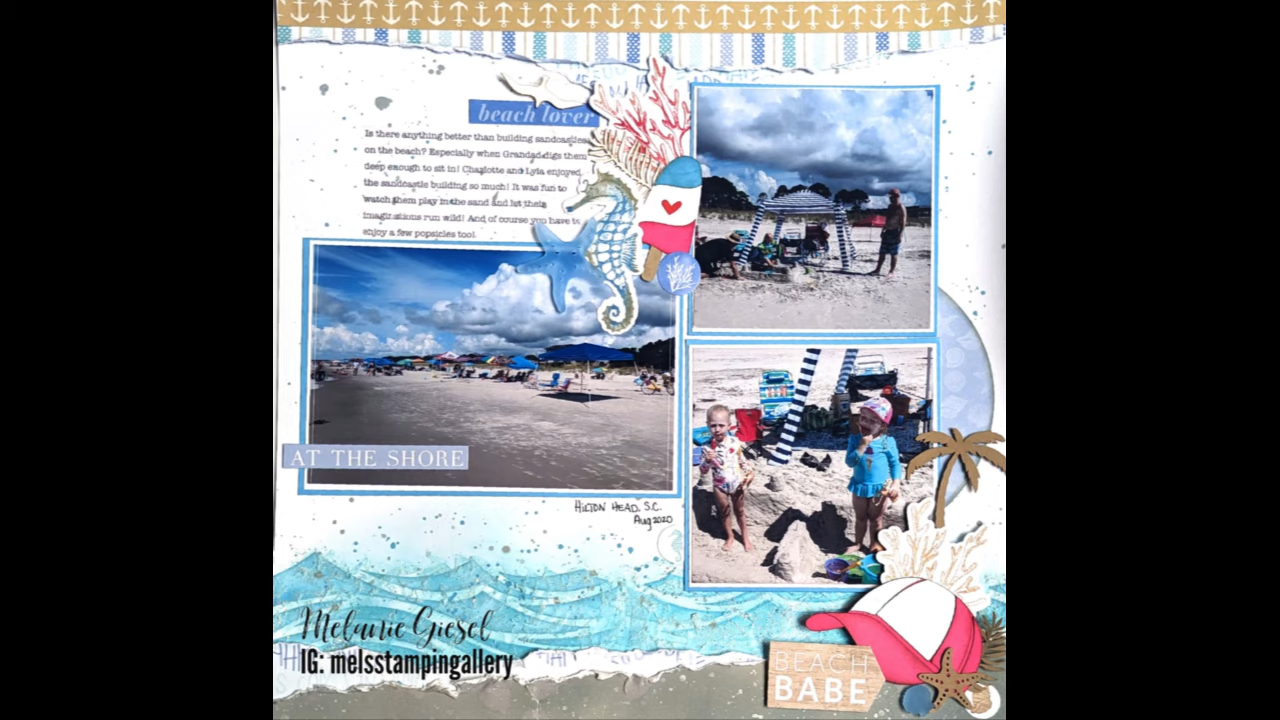 beach lover
Is there anything better than building sandcastles
on the beach? Especially when Grandad digs them
deep enough to sit in! Charlotte and Lyla enjoyed
the sandcastle building so much! It was fun to
watch them play in the sand and let their
imaginations run wild! And of course you have to
enjoy a few popsicles too!
AT THE SHORE
HILTON HEAD, S.C.
Aug 2020
Melanie Giesel
IG: melsstampingallery
BEACH
BABE